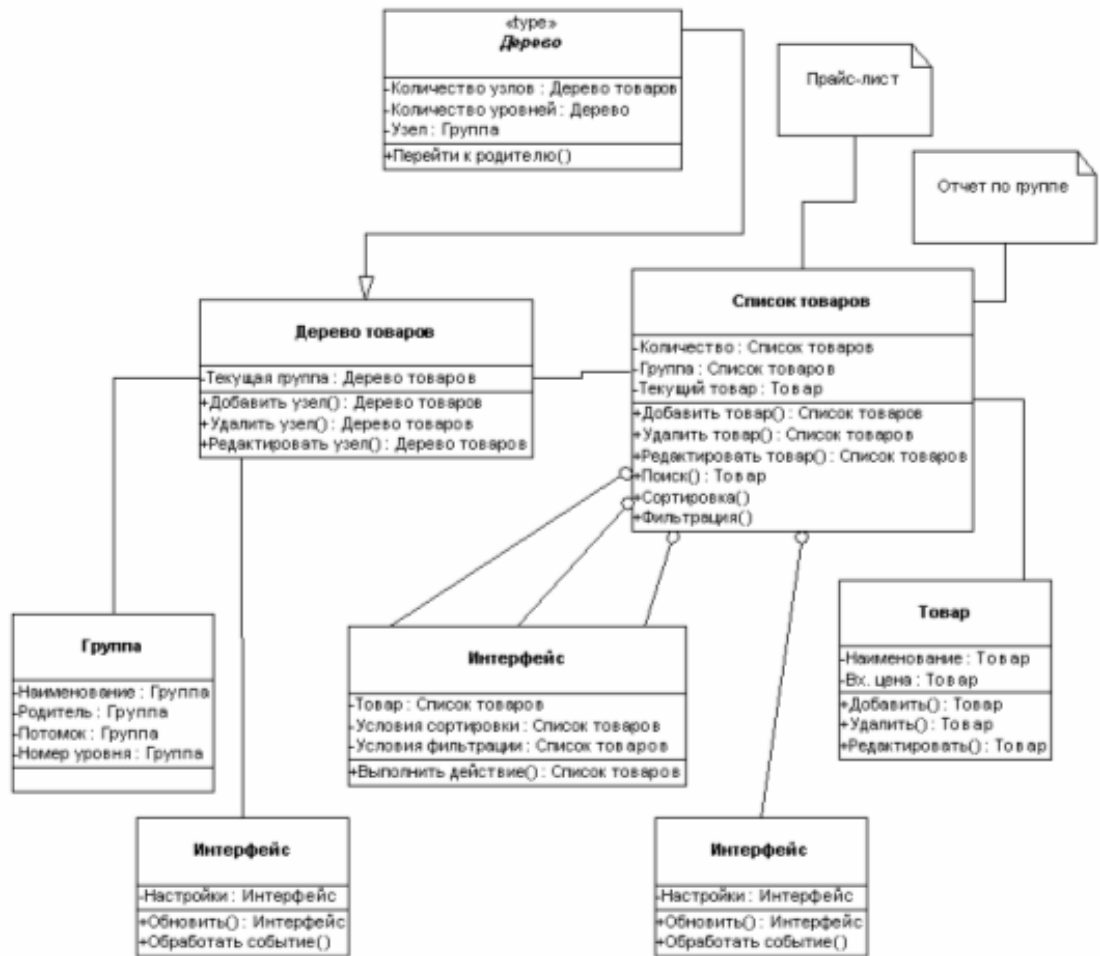 «type»
Дерево
-Количество узлов : Дерево товаров
-Количество уровней : Дерево
-Узел : Группа
+Перейти к родителю()
Прайс-лист
Отчет по группе
Дерево товаров
-Текущая группа : Дерево товаров
+Добавить узел() : Дерево товаров
+Удалить узел() : Дерево товаров
+Редактировать узел() : Дерево товаров
Список товаров
-Количество : Список товаров
-Группа : Список товаров
-Текущий товар : Товар
+Добавить товар() : Список товаров
+Удалить товар() : Список товаров
+Редактировать товар() : Список товаров
+Поиск() : Товар
+Сортировка()
+Фильтрация()
Группа
-Наименование : Группа
-Родитель : Группа
-Потомок : Группа
-Номер уровня : Группа
Интерфейс
-Товар : Список товаров
-Условия сортировки : Список товаров
-Условия фильтрации : Список товаров
+Выполнить действие() : Список товаров
Товар
-Наименование : Товар
-Вх. цена : Товар
+Добавить() : Товар
+Удалить() : Товар
+Редактировать() : Товар
Интерфейс
-Настройки : Интерфейс
+Обновить() : Интерфейс
+Обработать событие()
Интерфейс
-Настройки : Интерфейс
+Обновить() : Интерфейс
+Обработать событие()